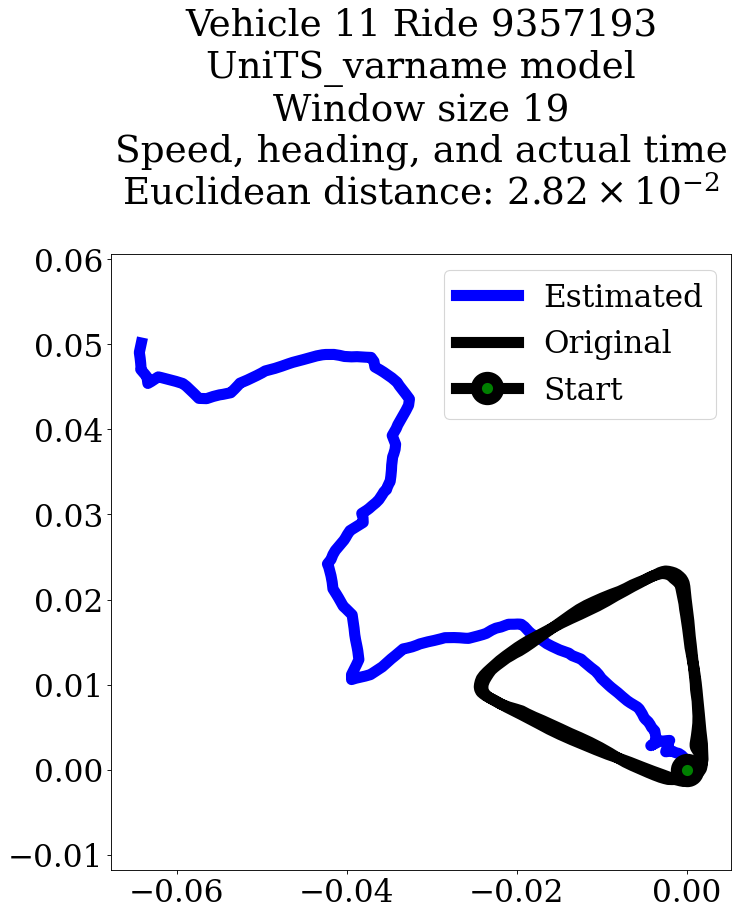 Vehicle 11 Ride 9357193
UniTS_varname model
Window size 19
Speed, heading, and actual time
Euclidean distance: 2.82 × 10⁻²
0.06
0.05
0.04
0.03
0.02
0.01
0.00
−0.01
Estimated
Original
Start
−0.06 −0.04 −0.02 0.00